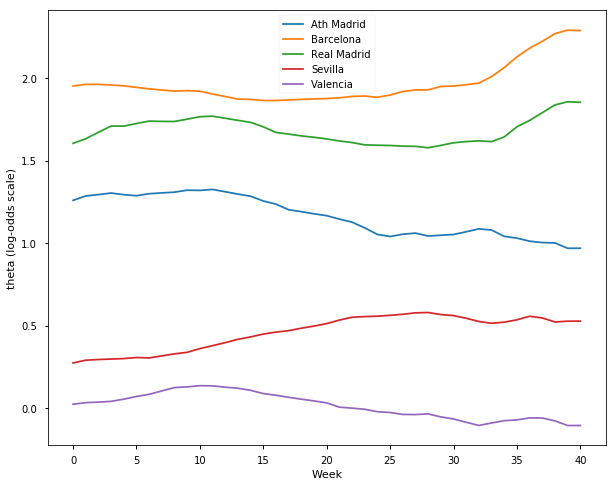 Ath Madrid
Barcelona
Real Madrid
Sevilla
Valencia
2.0
1.5
1.0
0.5
0.0
theta (log-odds scale)
0 5 10 15 20 25 30 35 40
Week